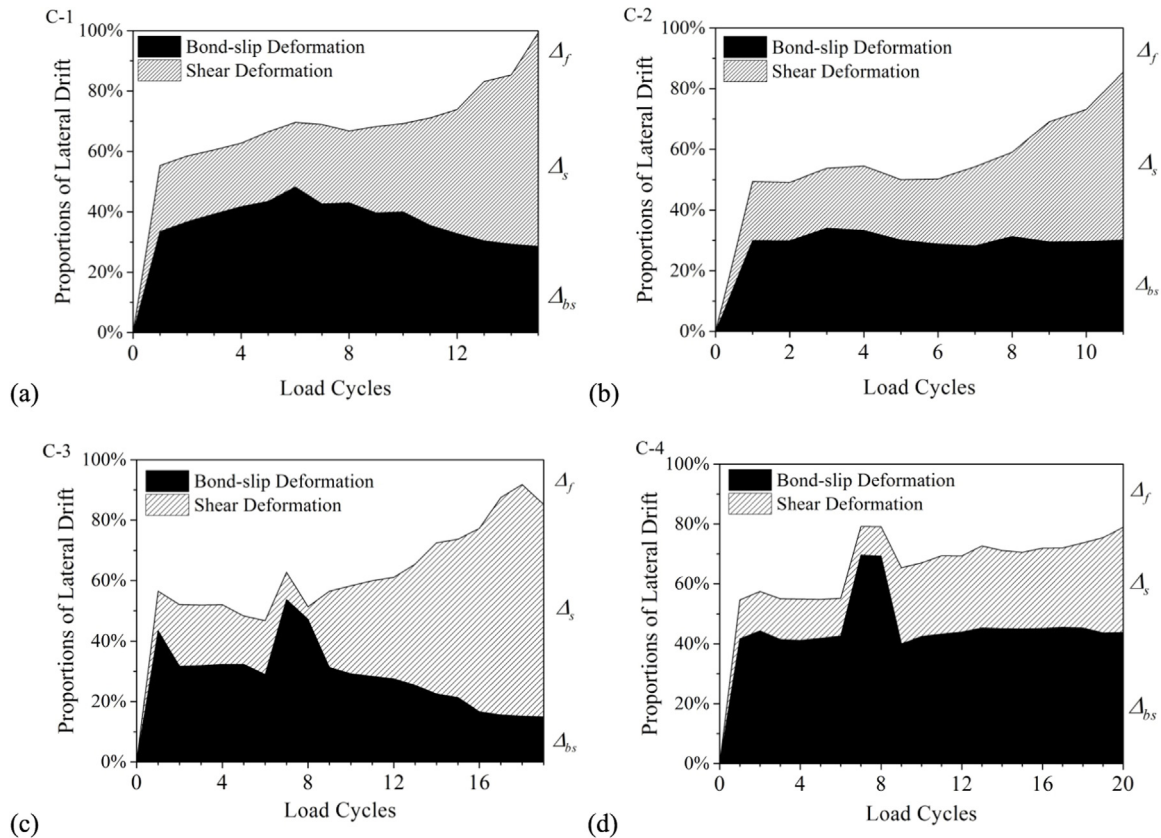 C-1
100%
80%
60%
40%
20%
0%
Proportions of Lateral Drift
Bond-slip Deformation
Shear Deformation
Δf
Δs
Δbs
0 4 8 12
Load Cycles
(a)
C-2
100%
80%
60%
40%
20%
0%
Proportions of Lateral Drift
Bond-slip Deformation
Shear Deformation
Δf
Δs
Δbs
0 2 4 6 8 10
Load Cycles
(b)
C-3
100%
80%
60%
40%
20%
0%
Proportions of Lateral Drift
Bond-slip Deformation
Shear Deformation
Δf
Δs
Δbs
0 4 8 12 16
Load Cycles
(c)
C-4
100%
80%
60%
40%
20%
0%
Proportions of Lateral Drift
Bond-slip Deformation
Shear Deformation
Δf
Δs
Δbs
0 4 8 12 16 20
Load Cycles
(d)